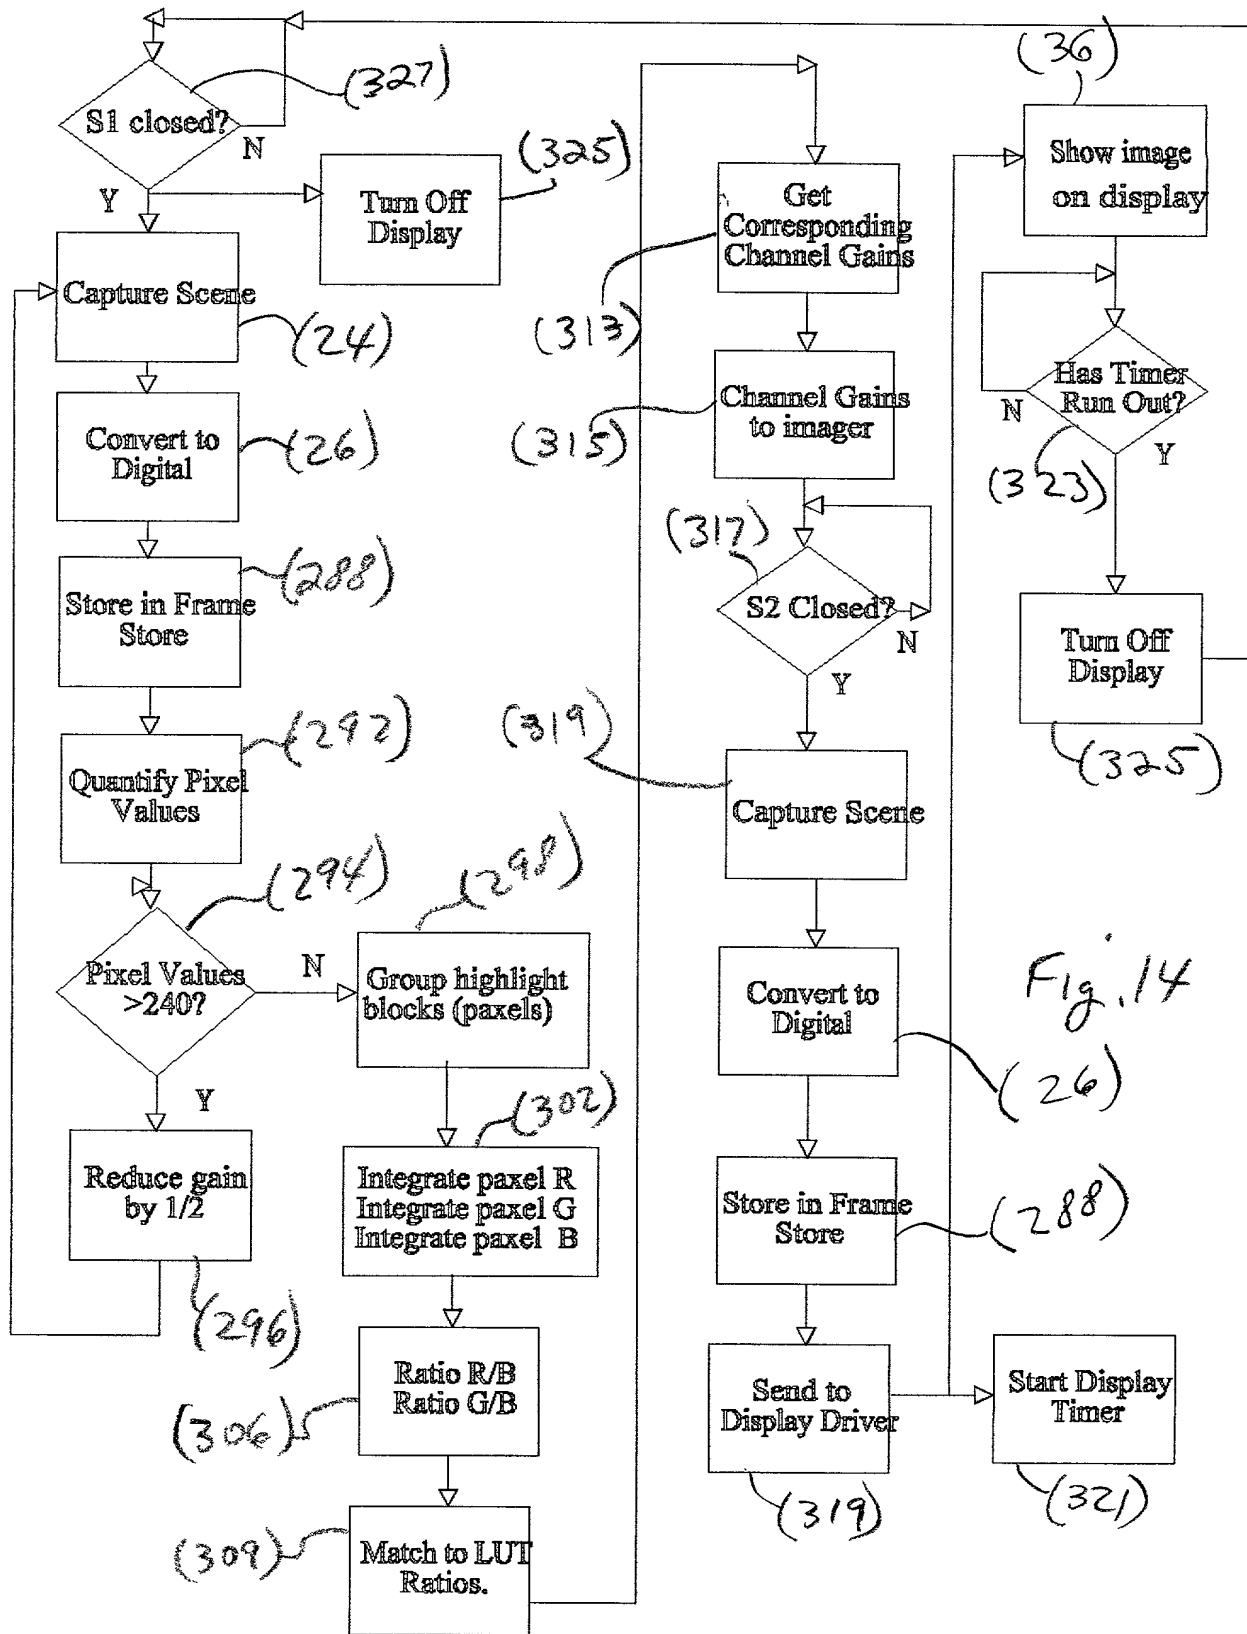 S1 closed?
(327)
N
Y
Turn Off
Display
(325)
Capture Scene
(24)
Convert to
Digital
(26)
Store in Frame
Store
(288)
Quantify Pixel
Values
(292)
Pixel Values
>240?
(294)
N
Y
Reduce gain
by 1/2
(296)
Group highlight
blocks (paxels)
(298)
Integrate paxel R
Integrate paxel G
Integrate paxel B
(302)
Ratio R/B
Ratio G/B
(306)
Match to LUT
Ratios.
(309)
Get
Corresponding
Channel Gains
(313)
Channel Gains
to imager
(315)
S2 Closed?
(317)
N
Y
Capture Scene
(319)
Convert to
Digital
(26)
Store in Frame
Store
(288)
Send to
Display Driver
(319)
Start Display
Timer
(321)
Show image
on display
(36)
Has Timer
Run Out?
(323)
N
Y
Turn Off
Display
(325)
Fig. 14